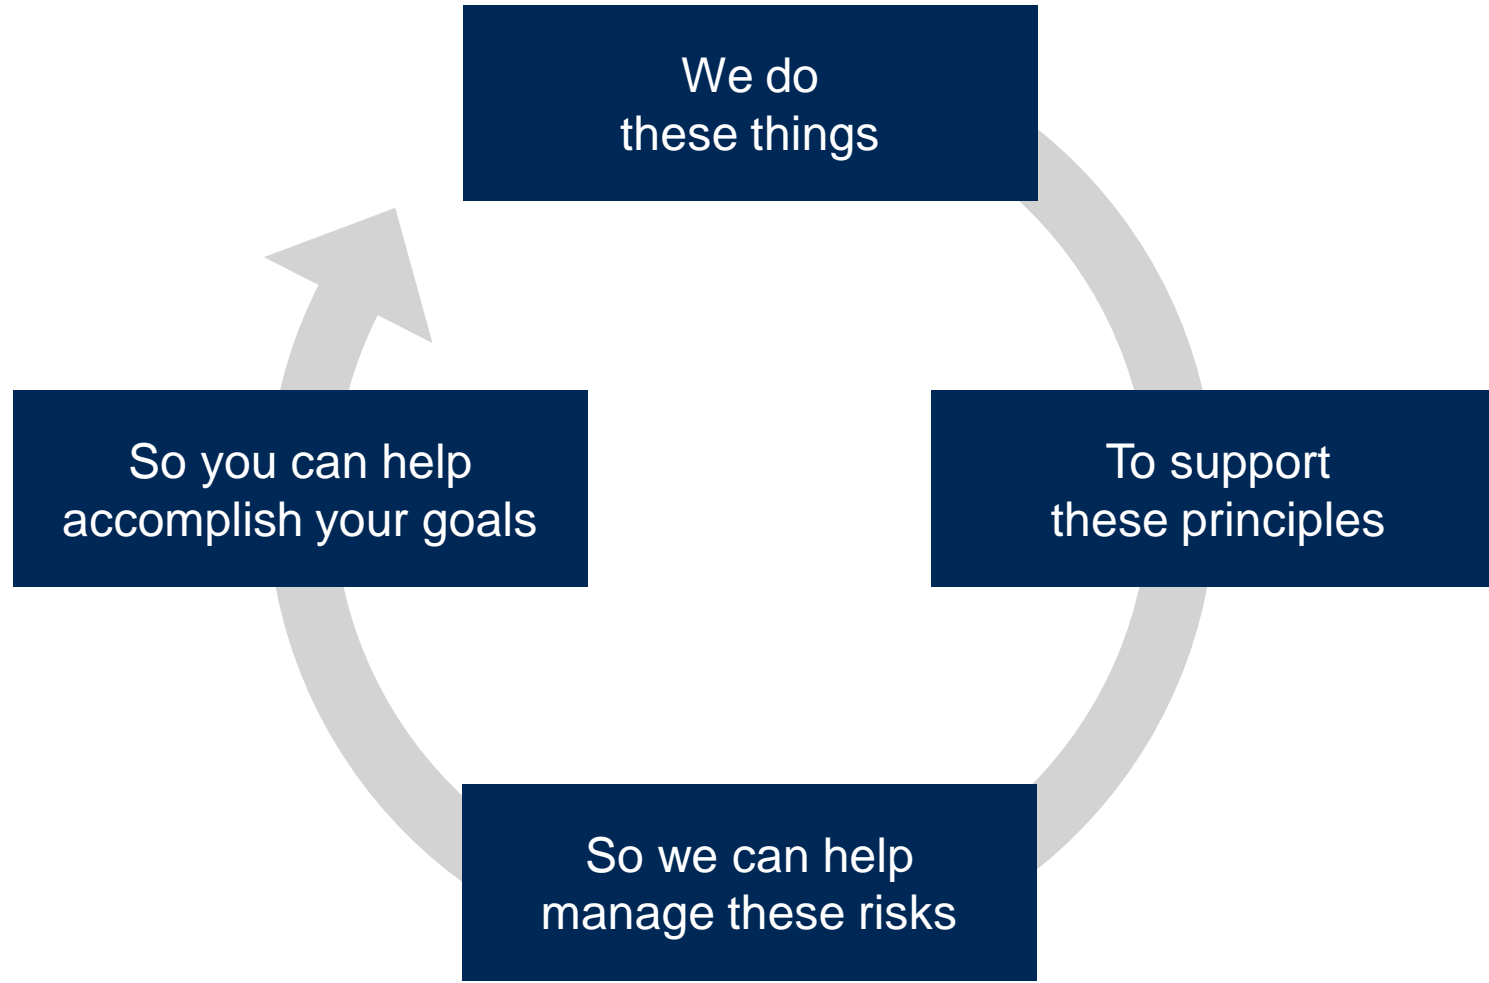 We do
these things
To support
these principles
So we can help
manage these risks
So you can help
accomplish your goals